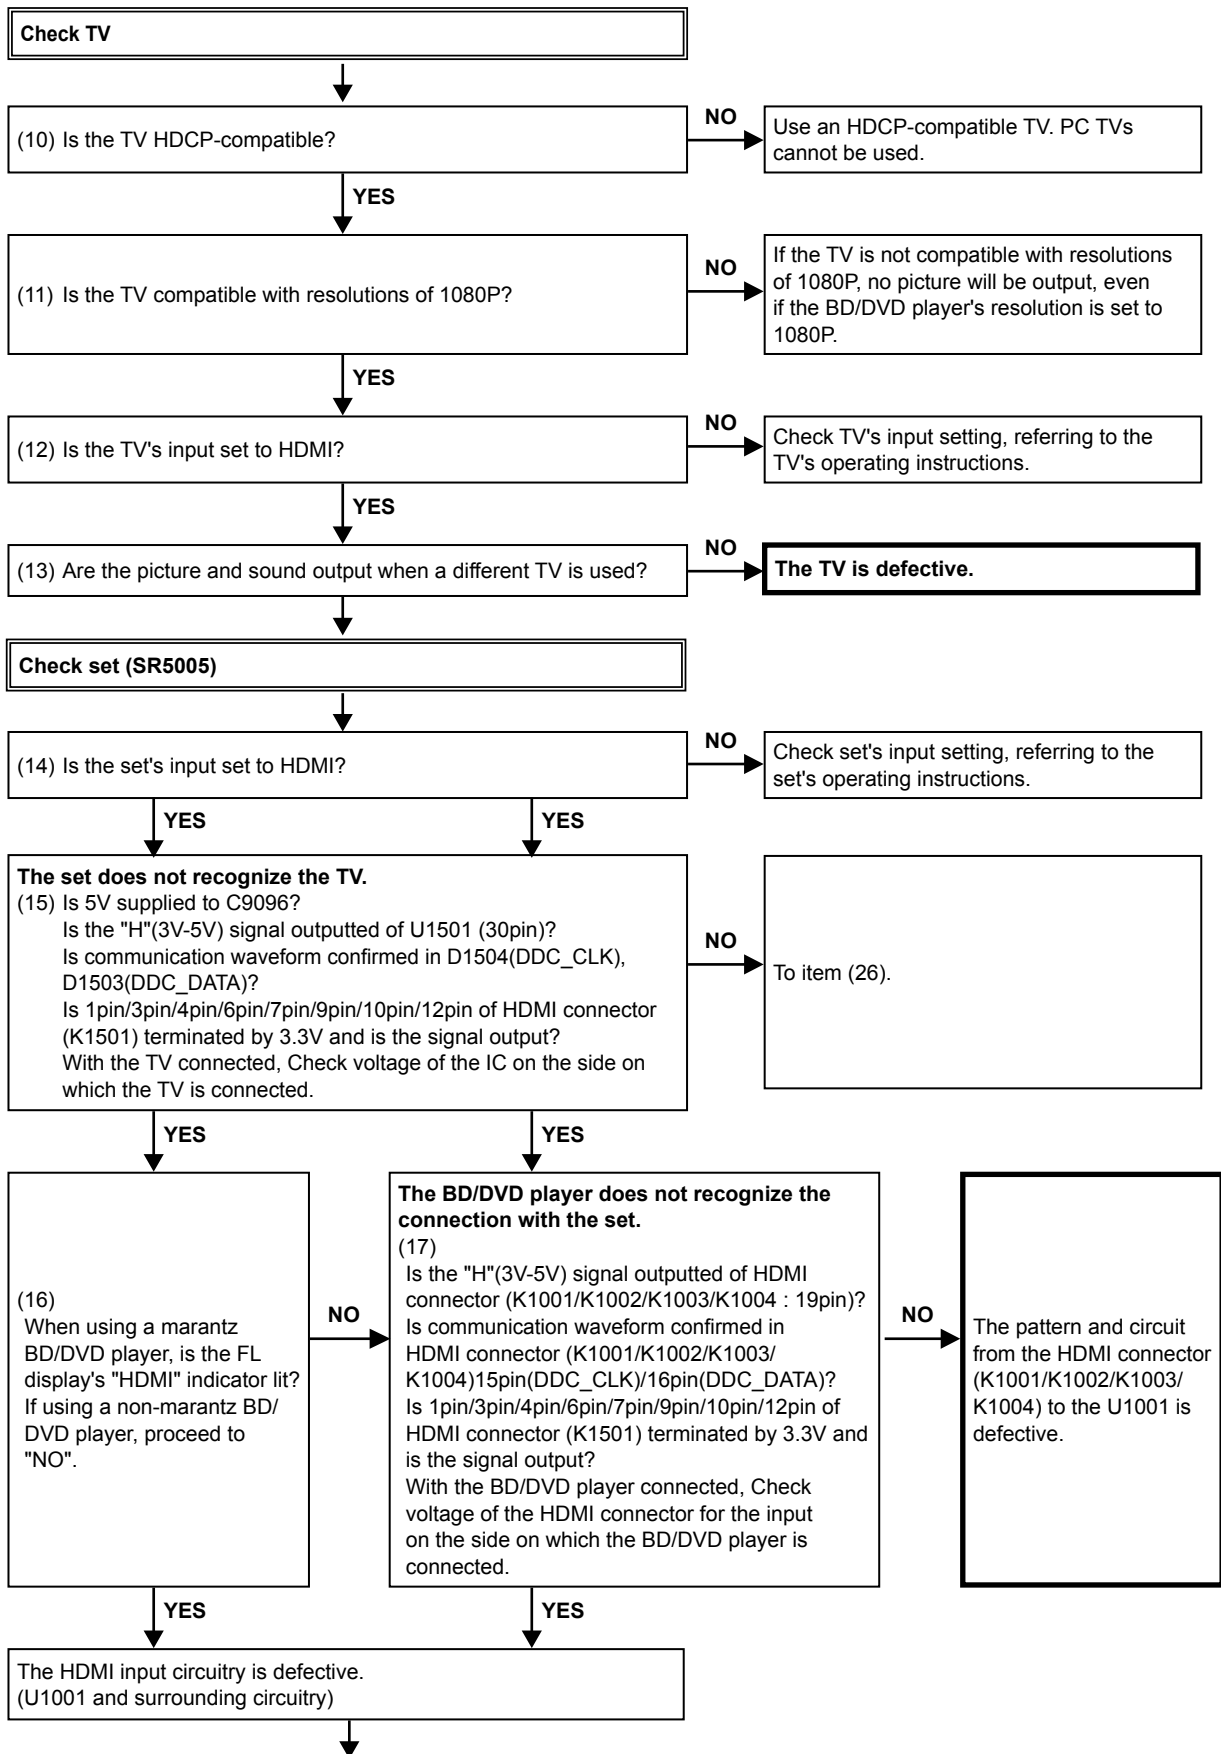 Check TV
(10) Is the TV HDCP-compatible?
NO
Use an HDCP-compatible TV. PC TVs
cannot be used.
YES
(11) Is the TV compatible with resolutions of 1080P?
NO
If the TV is not compatible with resolutions
of 1080P, no picture will be output, even
if the BD/DVD player's resolution is set to
1080P.
YES
(12) Is the TV's input set to HDMI?
NO
Check TV's input setting, referring to the
TV's operating instructions.
YES
(13) Are the picture and sound output when a different TV is used?
NO
The TV is defective.
Check set (SR5005)
(14) Is the set's input set to HDMI?
NO
Check set's input setting, referring to the
set's operating instructions.
YES
YES
The set does not recognize the TV.
(15) Is 5V supplied to C9096?
Is the "H"(3V-5V) signal outputted of U1501 (30pin)?
Is communication waveform confirmed in D1504(DDC_CLK),
D1503(DDC_DATA)?
Is 1pin/3pin/4pin/6pin/7pin/9pin/10pin/12pin of HDMI connector
(K1501) terminated by 3.3V and is the signal output?
With the TV connected, Check voltage of the IC on the side on
which the TV is connected.
NO
To item (26).
YES
YES
(16)
When using a marantz
BD/DVD player, is the FL
display's "HDMI" indicator lit?
If using a non-marantz BD/
DVD player, proceed to
"NO".
NO
The BD/DVD player does not recognize the
connection with the set.
(17)
Is the "H"(3V-5V) signal outputted of HDMI
connector (K1001/K1002/K1003/K1004 : 19pin)?
Is communication waveform confirmed in
HDMI connector (K1001/K1002/K1003/
K1004)15pin(DDC_CLK)/16pin(DDC_DATA)?
Is 1pin/3pin/4pin/6pin/7pin/9pin/10pin/12pin of
HDMI connector (K1501) terminated by 3.3V and
is the signal output?
With the BD/DVD player connected, Check
voltage of the HDMI connector for the input
on the side on which the BD/DVD player is
connected.
NO
The pattern and circuit
from the HDMI connector
(K1001/K1002/K1003/
K1004) to the U1001 is
defective.
YES
YES
The HDMI input circuitry is defective.
(U1001 and surrounding circuitry)